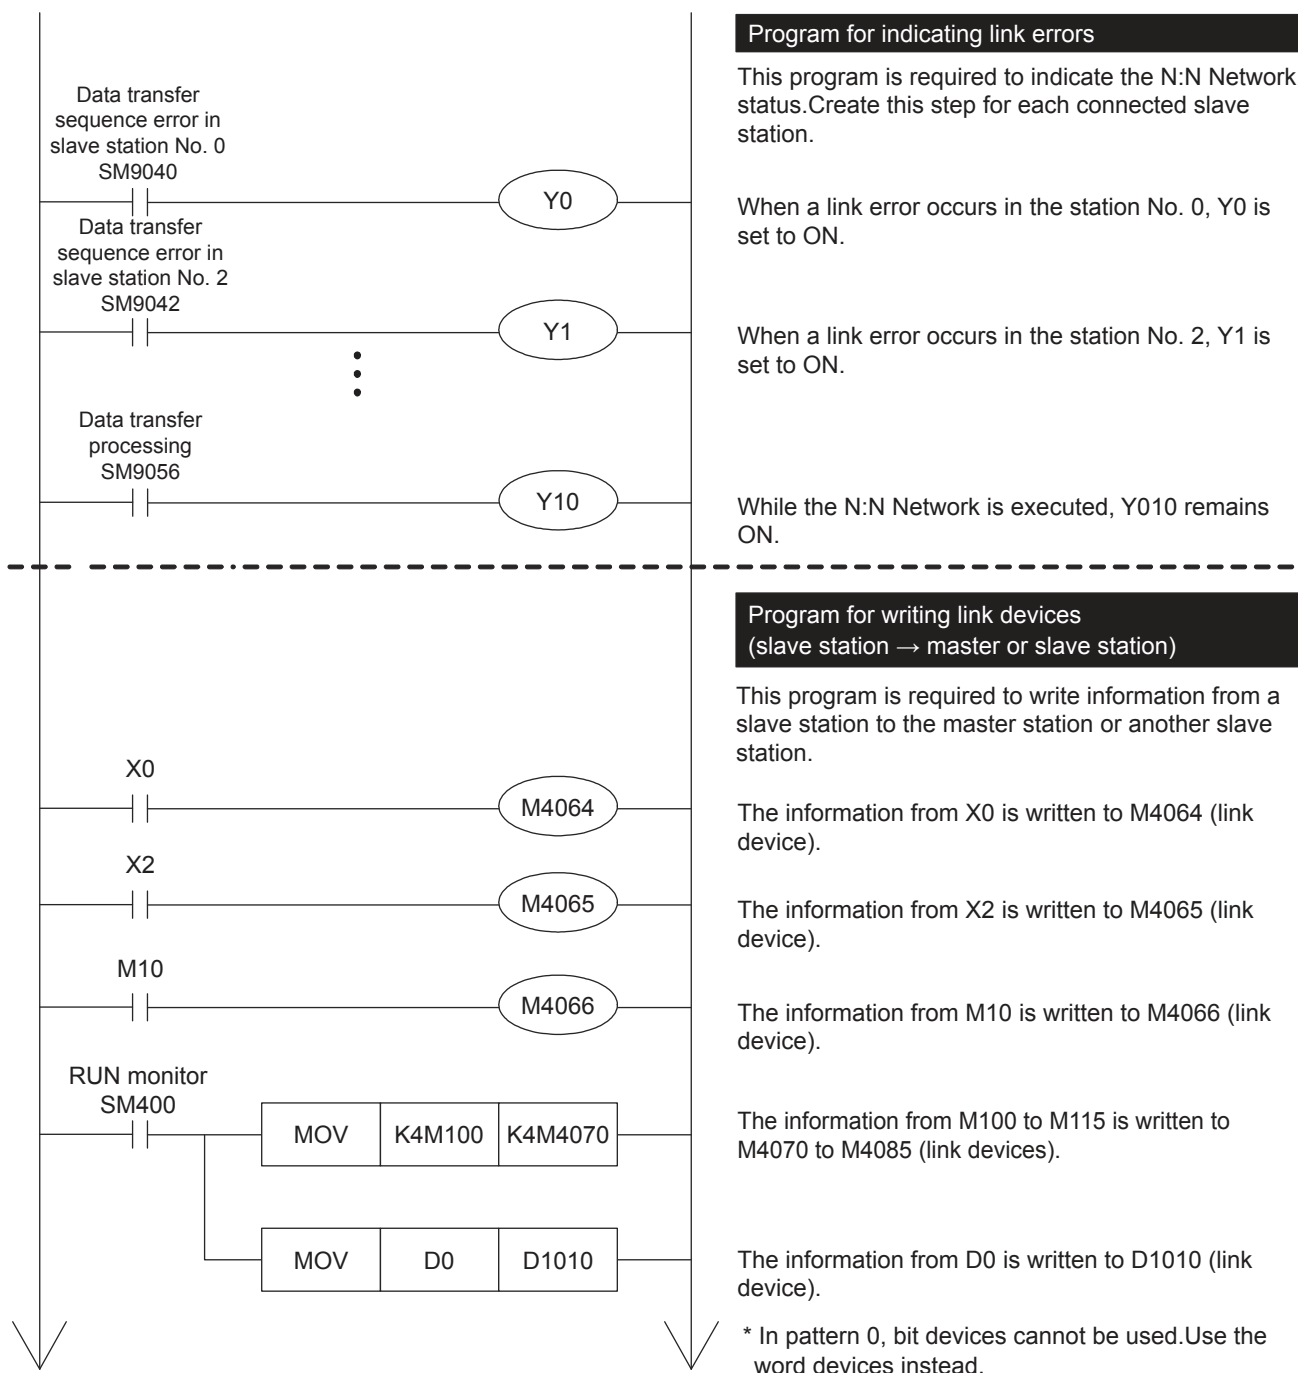 Program for indicating link errors
This program is required to indicate the N:N Network
status.Create this step for each connected slave
station.
Data transfer
sequence error in
slave station No. 0
SM9040
Y0
When a link error occurs in the station No. 0, Y0 is
set to ON.
Data transfer
sequence error in
slave station No. 2
SM9042
Y1
When a link error occurs in the station No. 2, Y1 is
set to ON.
Data transfer
processing
SM9056
Y10
While the N:N Network is executed, Y010 remains
ON.
Program for writing link devices
(slave station → master or slave station)
This program is required to write information from a
slave station to the master station or another slave
station.
X0
M4064
The information from X0 is written to M4064 (link
device).
X2
M4065
The information from X2 is written to M4065 (link
device).
M10
M4066
The information from M10 is written to M4066 (link
device).
RUN monitor
SM400
MOV K4M100 K4M4070
The information from M100 to M115 is written to
M4070 to M4085 (link devices).
MOV D0 D1010
The information from D0 is written to D1010 (link
device).
* In pattern 0, bit devices cannot be used.Use the
word devices instead.